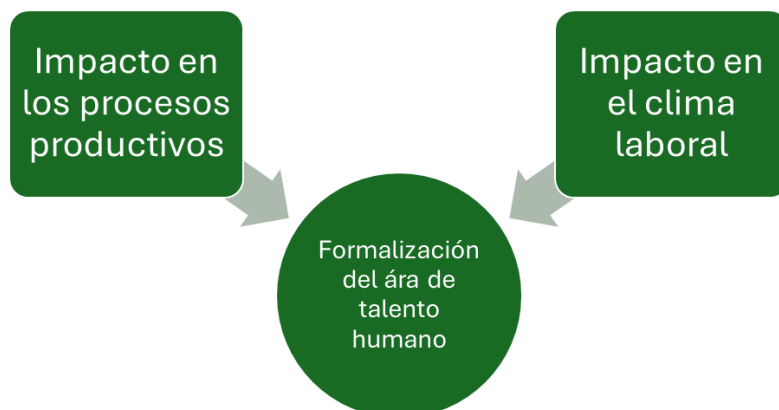 Impacto en
los procesos
productivos
Impacto en
el clima
laboral
Formalización
del ára de
talento
humano